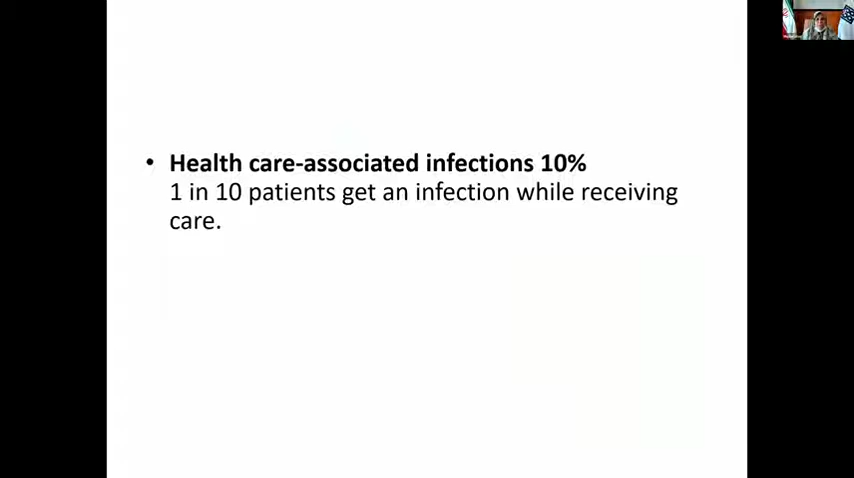 • Health care-associated infections 10%
1 in 10 patients get an infection while receiving
care.